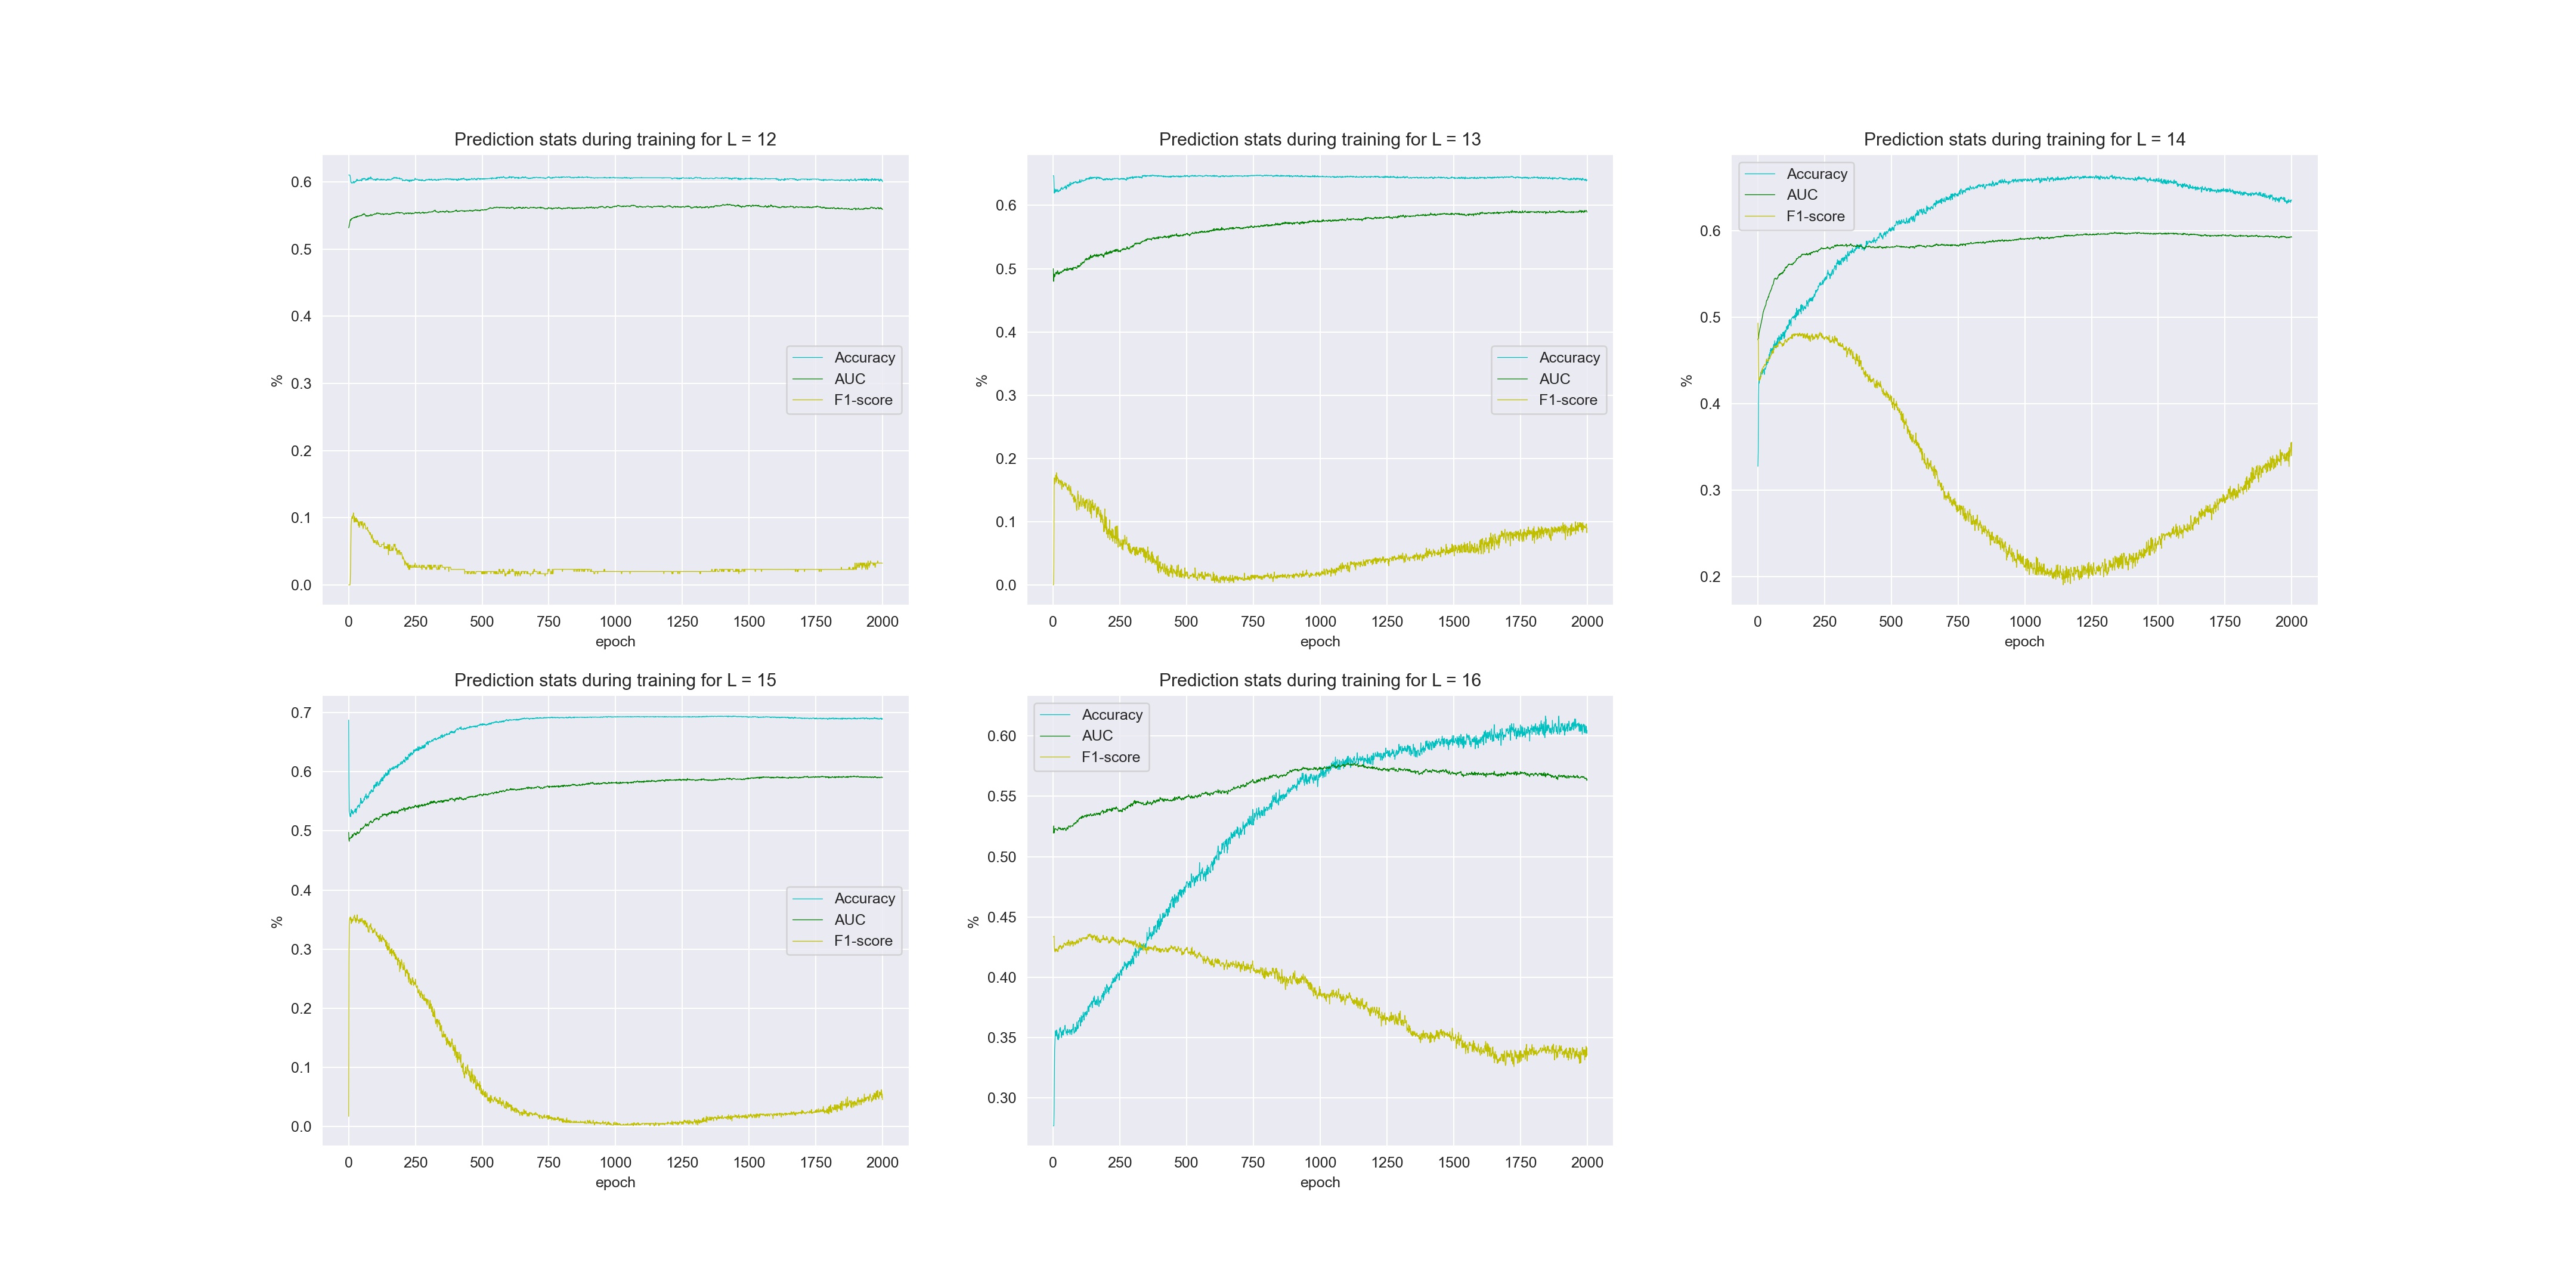 Prediction stats during training for L = 12
0.6
0.5
0.4
0.3
0.2
0.1
0.0
%
Accuracy
AUC
F1-score
0 250 500 750 1000 1250 1500 1750 2000
epoch
Prediction stats during training for L = 13
0.6
0.5
0.4
0.3
0.2
0.1
0.0
%
Accuracy
AUC
F1-score
0 250 500 750 1000 1250 1500 1750 2000
epoch
Prediction stats during training for L = 14
Accuracy
AUC
F1-score
0.6
0.5
0.4
0.3
0.2
%
0 250 500 750 1000 1250 1500 1750 2000
epoch
Prediction stats during training for L = 15
0.7
0.6
0.5
0.4
0.3
0.2
0.1
0.0
%
Accuracy
AUC
F1-score
0 250 500 750 1000 1250 1500 1750 2000
epoch
Prediction stats during training for L = 16
Accuracy
AUC
F1-score
0.60
0.55
0.50
0.45
0.40
0.35
0.30
%
0 250 500 750 1000 1250 1500 1750 2000
epoch